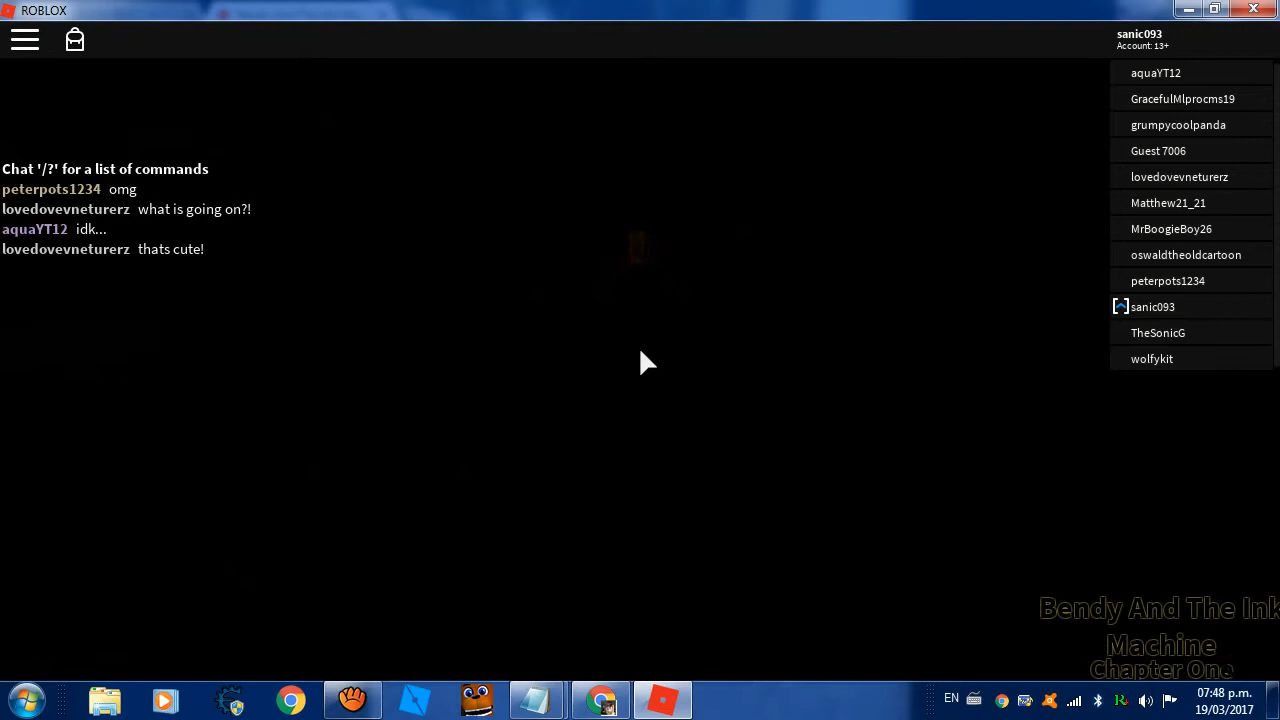 ROBLOX
sanic093
Account: 13+
aquaYT12
GracefulMlprocms19
grumpycoolpanda
Guest 7006
lovedovevneturerz
Matthew21_21
MrBoogieBoy26
oswaldtheoldcartoon
peterpots1234
sanic093
TheSonicG
wolfykit
Chat '/?' for a list of commands
peterpots1234 omg
lovedovevneturerz what is going on?!
aquaYT12 idk...
lovedovevneturerz thats cute!
Bendy And The Ink
Machine
Chapter One
EN
07:48 p.m.
19/03/2017